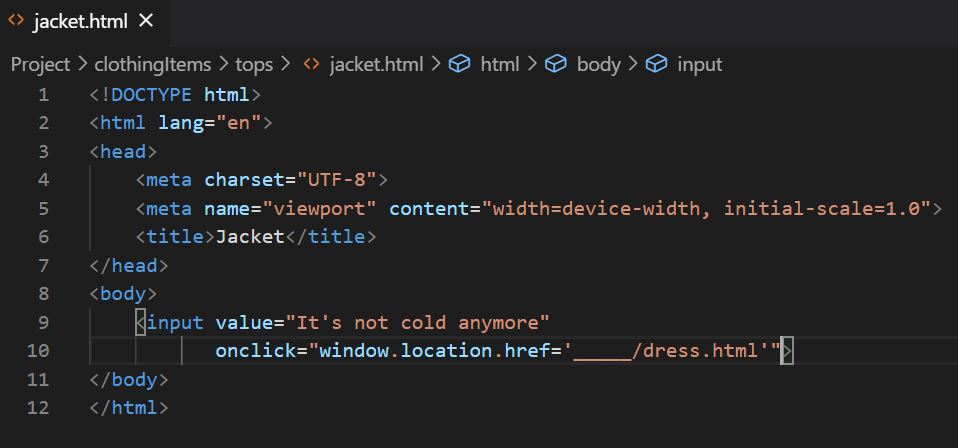 jacket.html
Project > clothingItems > tops > jacket.html > html > body > input
1 <!DOCTYPE html>
2 <html lang="en">
3 <head>
4 <meta charset="UTF-8">
5 <meta name="viewport" content="width=device-width, initial-scale=1.0">
6 <title>Jacket</title>
7 </head>
8 <body>
9 <input value="It's not cold anymore"
10 onclick="window.location.href='_____/dress.html'">
11 </body>
12 </html>